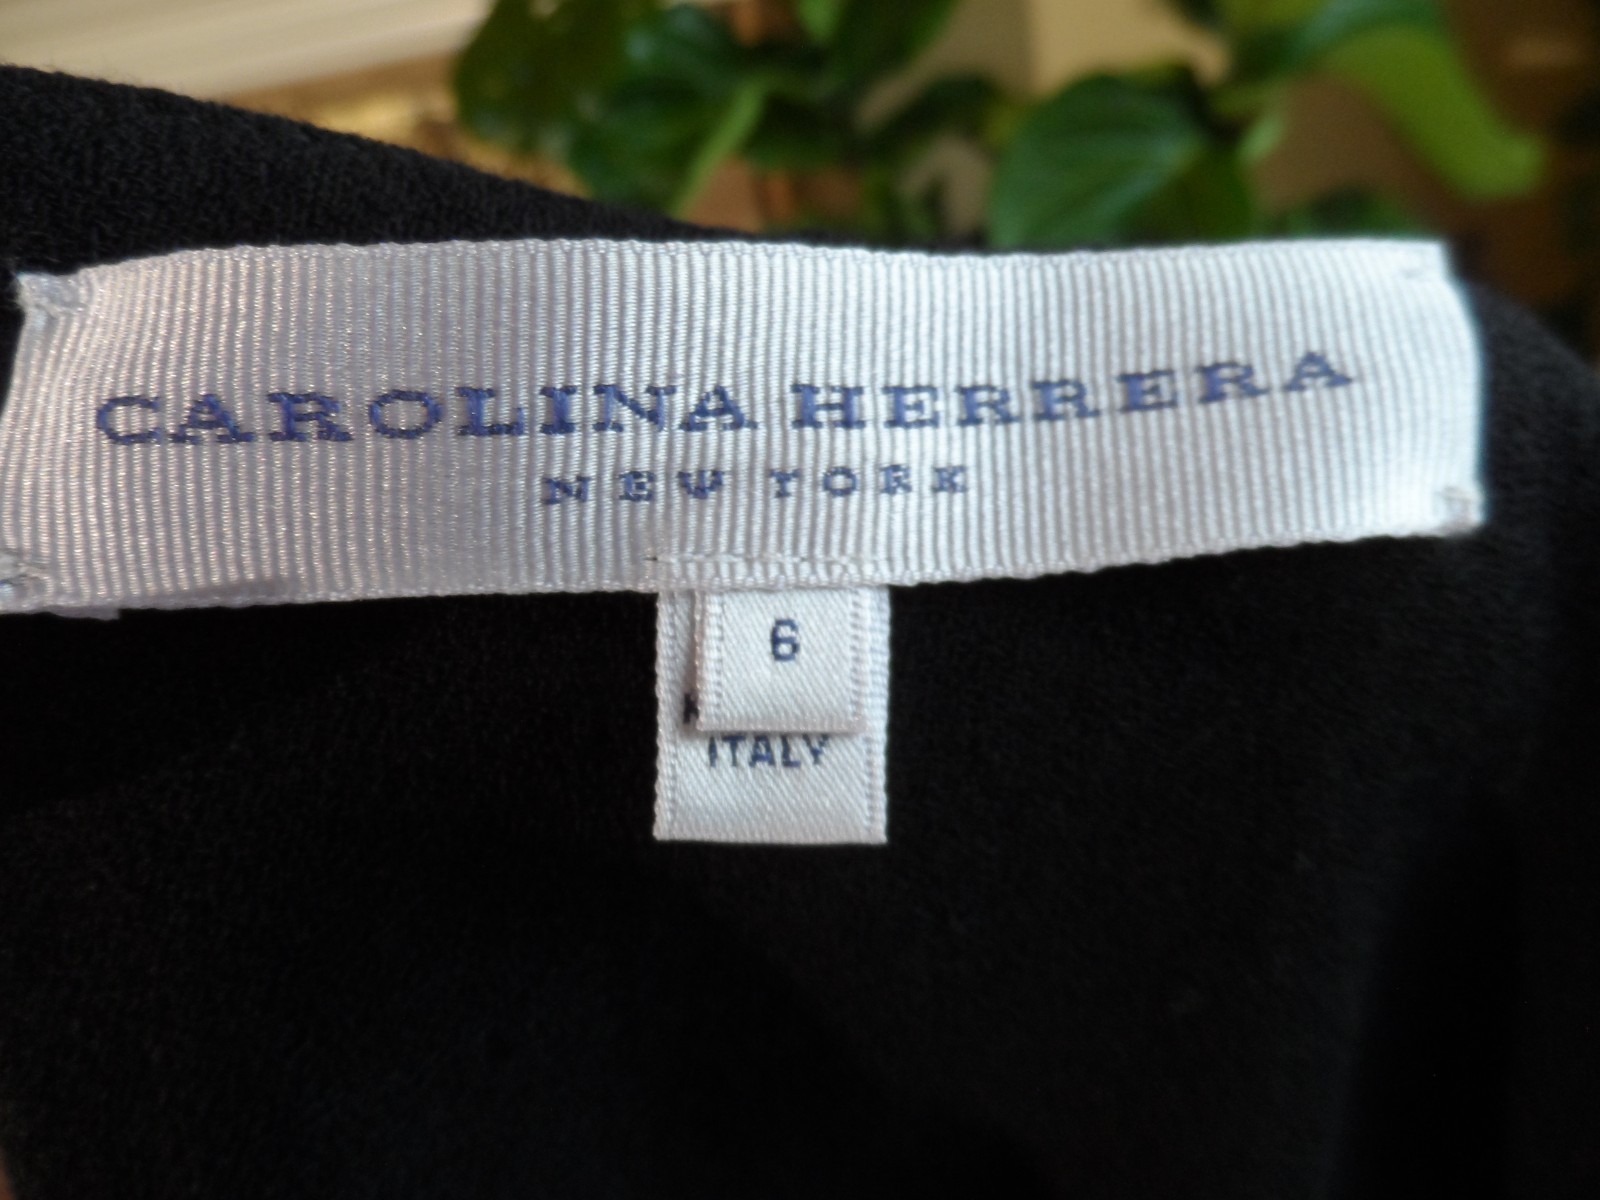 CAROLINA HERRERA
NEW YORK
6
ITALY